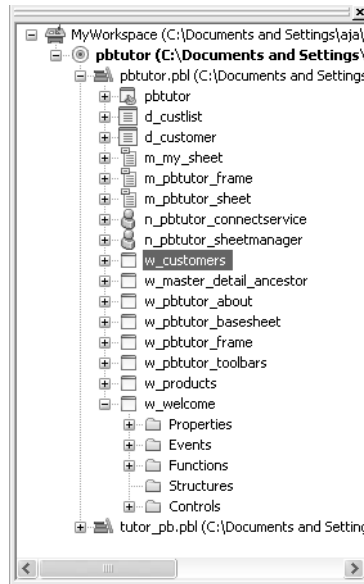 MyWorkspace (C:\Documents and Settings\aja\
pbtutor (C:\Documents and Settings\
pbtutor.pbl (C:\Documents and Settings
pbtutor
d_custlist
d_customer
m_my_sheet
m_pbtutor_frame
m_pbtutor_sheet
n_pbtutor_connectservice
n_pbtutor_sheetmanager
w_customers
w_master_detail_ancestor
w_pbtutor_about
w_pbtutor_basesheet
w_pbtutor_frame
w_pbtutor_toolbars
w_products
w_welcome
Properties
Events
Functions
Structures
Controls
tutor_pb.pbl (C:\Documents and Setting